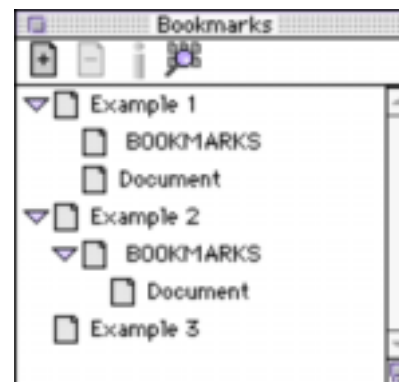 Bookmarks
Example 1
BOOKMARKS
Document
Example 2
BOOKMARKS
Document
Example 3